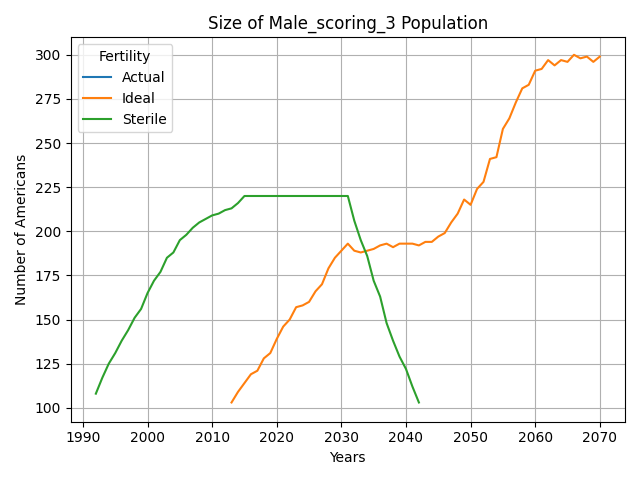 Size of Male_scoring_3 Population
Fertility
Actual
Ideal
Sterile
300
275
250
225
200
175
150
125
100
Number of Americans
1990 2000 2010 2020 2030 2040 2050 2060 2070
Years